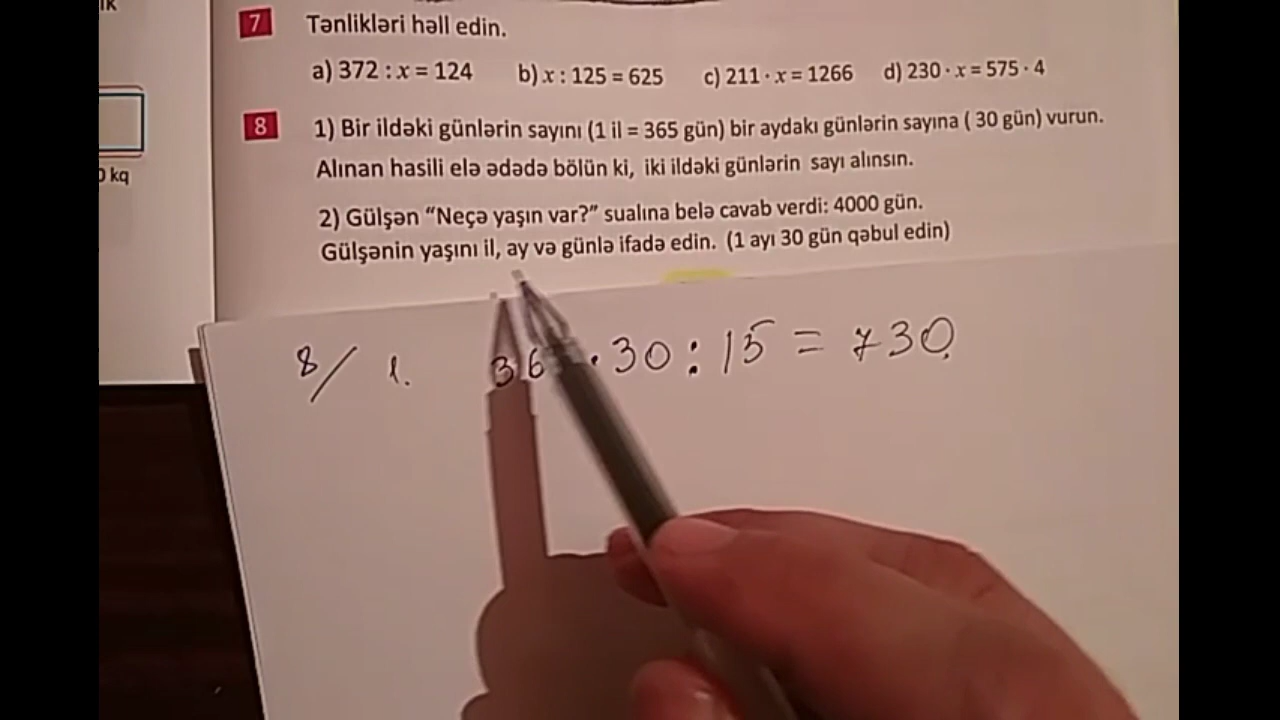 7 Tənlikləri həll edin.
a) 372 : x = 124 b) x : 125 = 625 c) 211 · x = 1266 d) 230 · x = 575 · 4
8 1) Bir ildəki günlərin sayını (1 il = 365 gün) bir aydakı günlərin sayına ( 30 gün) vurun.
Alınan hasili elə ədədə bölün ki, iki ildəki günlərin sayı alınsın.
kq
2) Gülşən “Neçə yaşın var?” sualına belə cavab verdi: 4000 gün.
Gülşənin yaşını il, ay və günlə ifadə edin. (1 ayı 30 gün qəbul edin)
8/ 1. 36 · 30 : 15 = 730